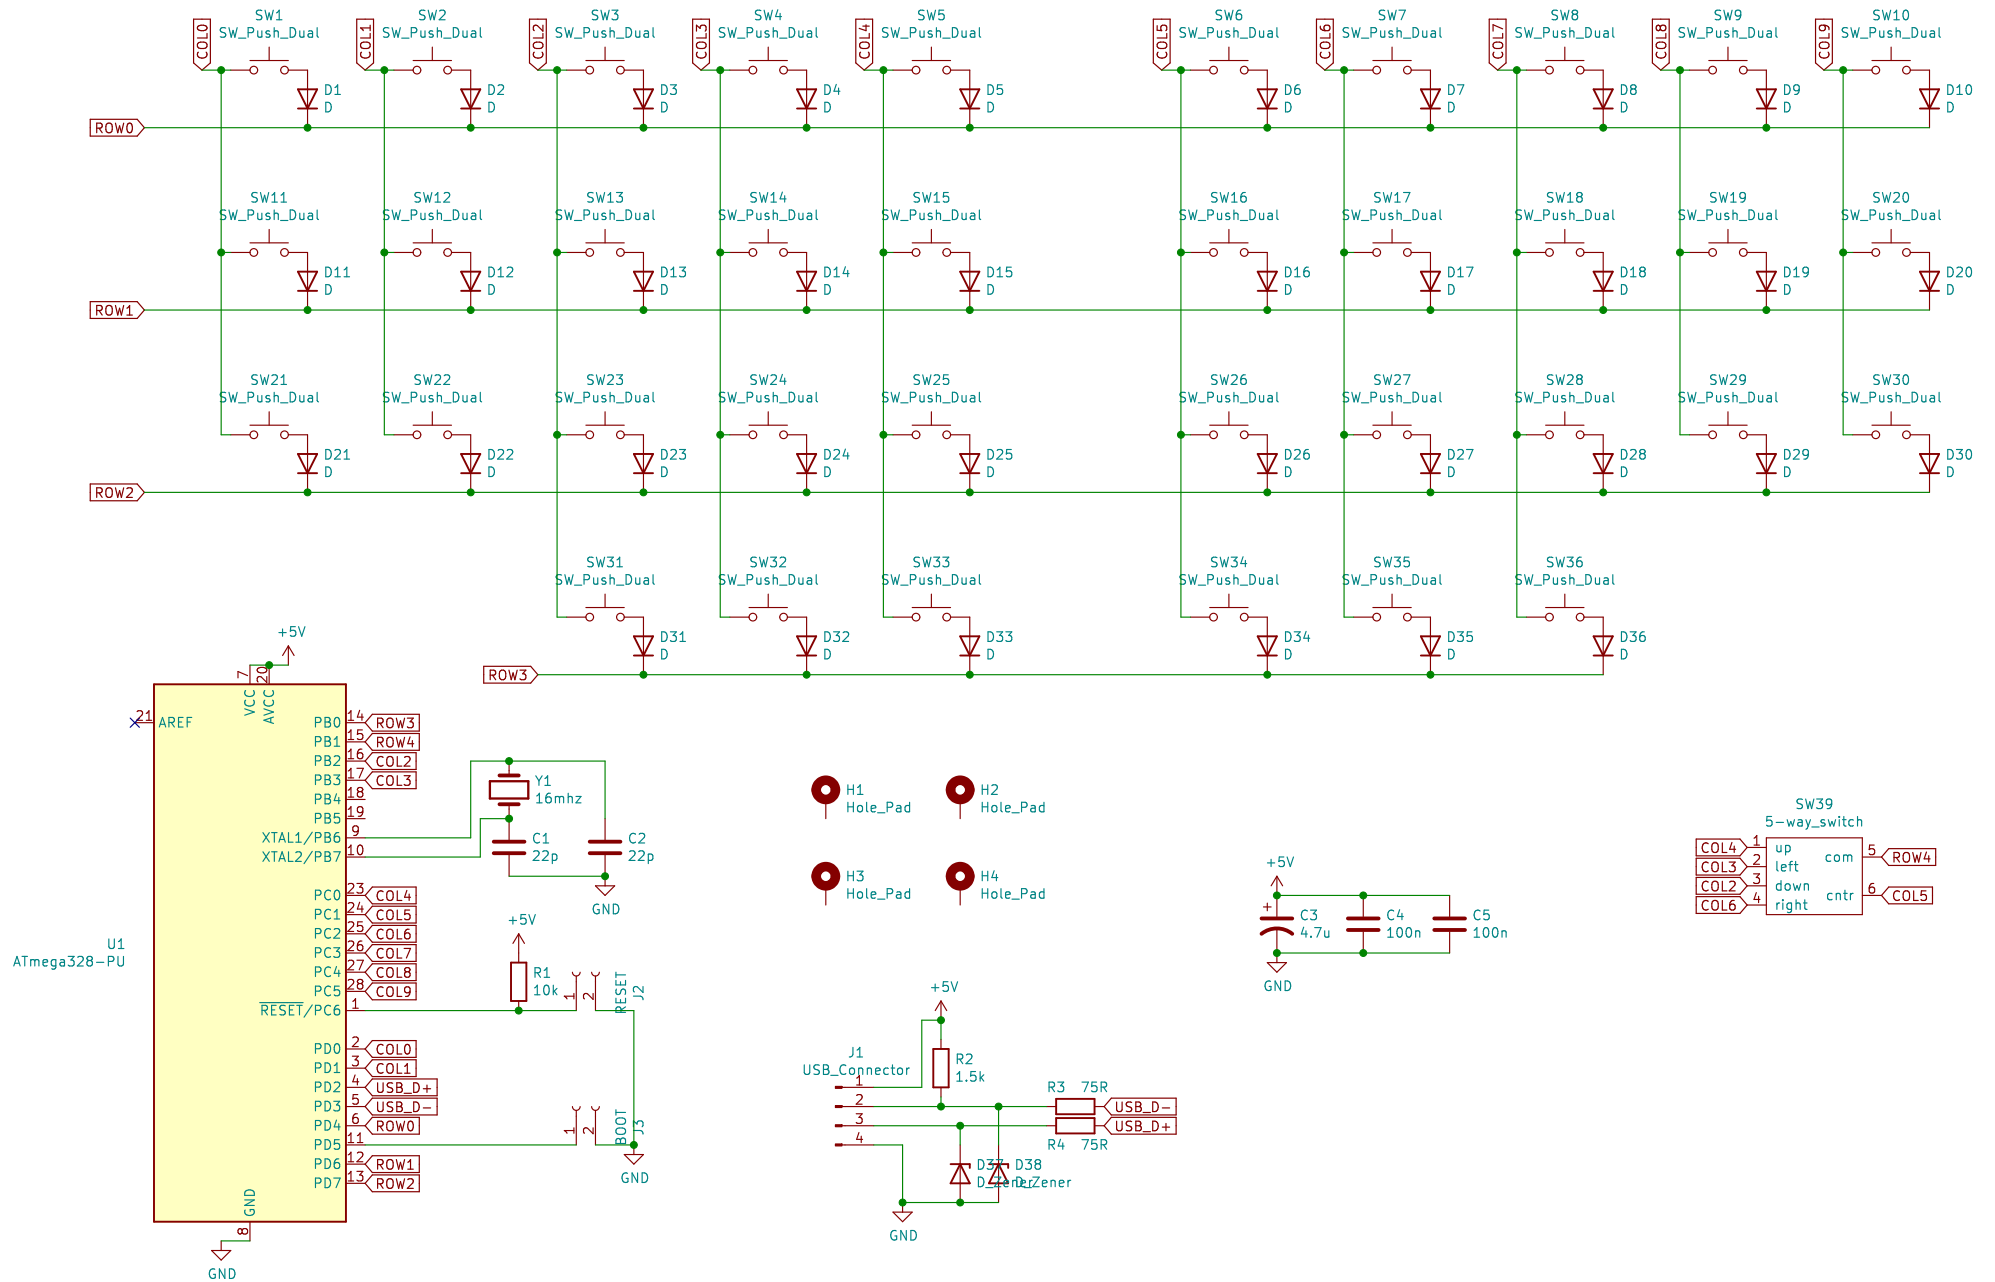 COL0
SW1
SW_Push_Dual
COL1
SW2
SW_Push_Dual
COL2
SW3
SW_Push_Dual
COL3
SW4
SW_Push_Dual
COL4
SW5
SW_Push_Dual
COL5
SW6
SW_Push_Dual
COL6
SW7
SW_Push_Dual
COL7
SW8
SW_Push_Dual
COL8
SW9
SW_Push_Dual
COL9
SW10
SW_Push_Dual
D1
D
D2
D
D3
D
D4
D
D5
D
D6
D
D7
D
D8
D
D9
D
D10
D
ROW0
SW11
SW_Push_Dual
SW12
SW_Push_Dual
SW13
SW_Push_Dual
SW14
SW_Push_Dual
SW15
SW_Push_Dual
SW16
SW_Push_Dual
SW17
SW_Push_Dual
SW18
SW_Push_Dual
SW19
SW_Push_Dual
SW20
SW_Push_Dual
D11
D
D12
D
D13
D
D14
D
D15
D
D16
D
D17
D
D18
D
D19
D
D20
D
ROW1
SW21
SW_Push_Dual
SW22
SW_Push_Dual
SW23
SW_Push_Dual
SW24
SW_Push_Dual
SW25
SW_Push_Dual
SW26
SW_Push_Dual
SW27
SW_Push_Dual
SW28
SW_Push_Dual
SW29
SW_Push_Dual
SW30
SW_Push_Dual
D21
D
D22
D
D23
D
D24
D
D25
D
D26
D
D27
D
D28
D
D29
D
D30
D
ROW2
SW31
SW_Push_Dual
SW32
SW_Push_Dual
SW33
SW_Push_Dual
SW34
SW_Push_Dual
SW35
SW_Push_Dual
SW36
SW_Push_Dual
D31
D
D32
D
D33
D
D34
D
D35
D
D36
D
ROW3
+5V
7
20
VCC
AVCC
21 AREF
U1
ATmega328-PU
PB0 14 ROW3
PB1 15 ROW4
PB2 16 COL2
PB3 17 COL3
PB4 18
PB5 19
XTAL1/PB6 9
XTAL2/PB7 10
PC0 23 COL4
PC1 24 COL5
PC2 25 COL6
PC3 26 COL7
PC4 27 COL8
PC5 28 COL9
RESET/PC6 1
PD0 2 COL0
PD1 3 COL1
PD2 4 USB_D+
PD3 5 USB_D-
PD4 6 ROW0
PD5 11
PD6 12 ROW1
PD7 13 ROW2
GND
8
GND
Y1
16mhz
C1
22p
C2
22p
GND
+5V
R1
10k
1
2
RESET
J2
1
2
BOOT
J3
GND
H1
Hole_Pad
H2
Hole_Pad
H3
Hole_Pad
H4
Hole_Pad
+5V
J1
USB_Connector
1
2
3
4
R2
1.5k
R3 75R
USB_D-
USB_D+
R4 75R
D37
D_Zener
D38
D_Zener
GND
+5V
+
C3
4.7u
C4
100n
C5
100n
GND
SW39
5-way_switch
COL4 1 up
COL3 2 left
COL2 3 down
COL6 4 right
com 5 ROW4
cntr 6 COL5